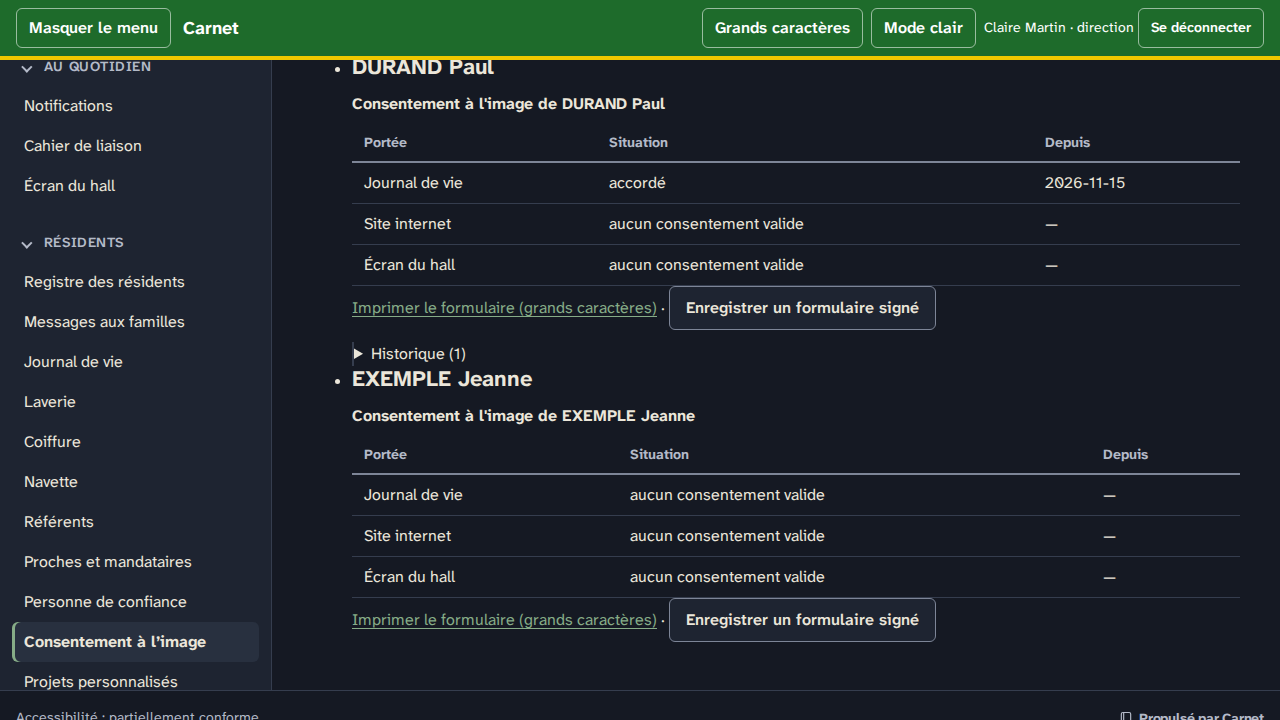 Masquer le menu Carnet Grands caractères Mode clair Claire Martin · direction Se déconnecter
AU QUOTIDIEN
Notifications
Cahier de liaison
Écran du hall
RÉSIDENTS
Registre des résidents
Messages aux familles
Journal de vie
Laverie
Coiffure
Navette
Référents
Proches et mandataires
Personne de confiance
Consentement à l'image
Projets personnalisés
• DURAND Paul
Consentement à l'image de DURAND Paul
Portée Situation Depuis
Journal de vie accordé 2026-11-15
Site internet aucun consentement valide —
Écran du hall aucun consentement valide —
Imprimer le formulaire (grands caractères) · Enregistrer un formulaire signé
Historique (1)
• EXEMPLE Jeanne
Consentement à l'image de EXEMPLE Jeanne
Portée Situation Depuis
Journal de vie aucun consentement valide —
Site internet aucun consentement valide —
Écran du hall aucun consentement valide —
Imprimer le formulaire (grands caractères) · Enregistrer un formulaire signé
Accessibilité : partiellement conforme Propulsé par Carnet